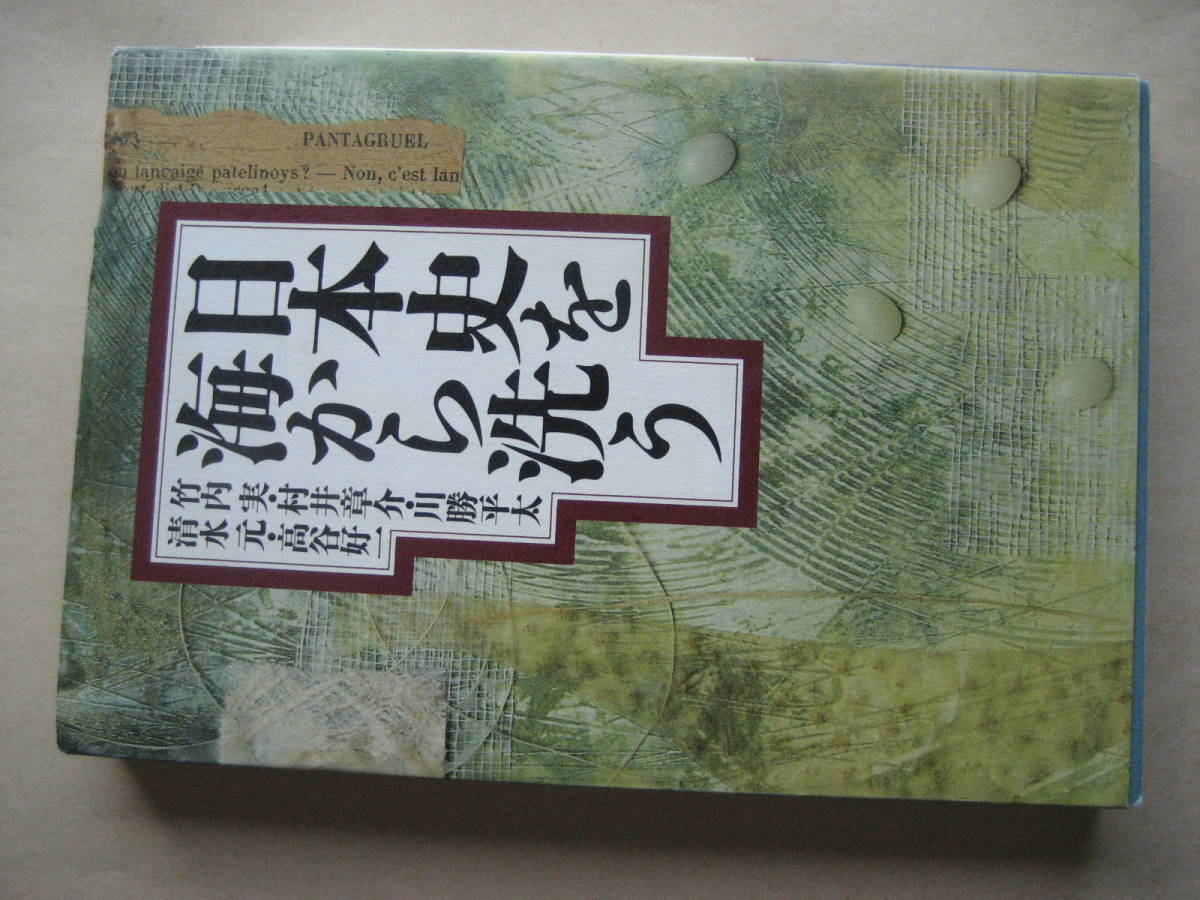 PANTAGRUEL
lancaigé patelinoys? — Non, c'est lan
日本史を
海から洗う
竹内実・村井章介・川勝平太
清水元・高谷好一